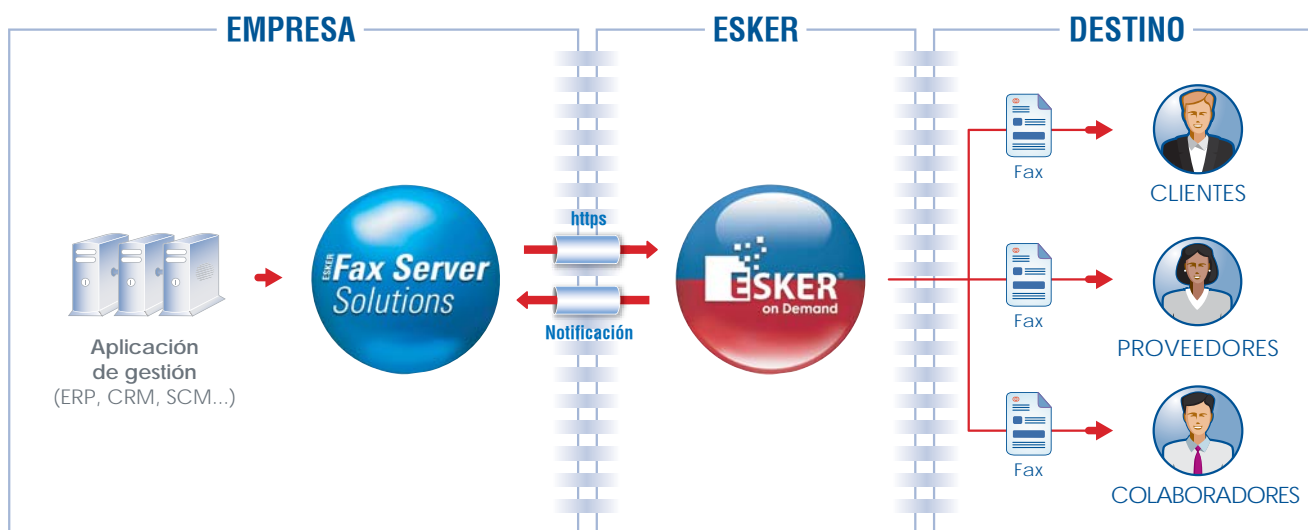 EMPRESA
ESKER
DESTINO
Aplicación
de gestión
(ERP, CRM, SCM...)
ESKER Fax Server
Solutions
https
Notificación
ESKER®
on Demand
Fax
CLIENTES
Fax
PROVEEDORES
Fax
COLABORADORES